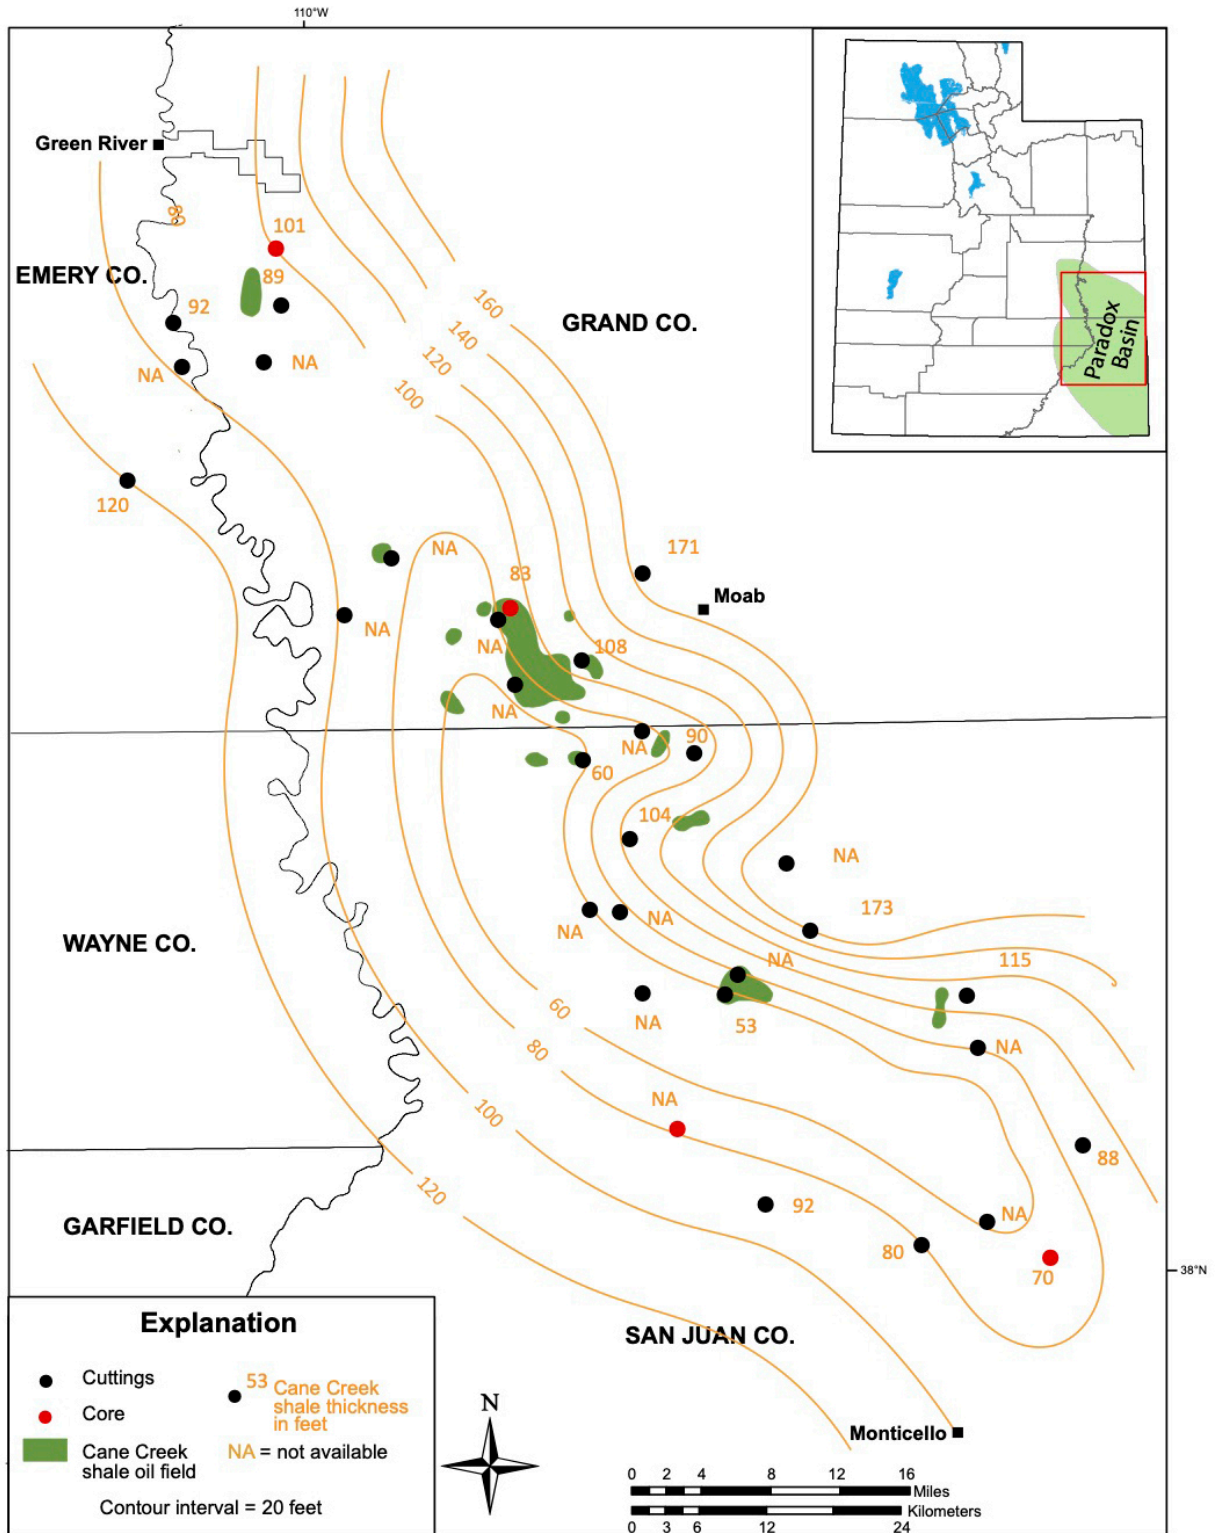 110°W
Green River
80
101
EMERY CO.
89
92
160
GRAND CO.
140
NA
NA
120
100
Paradox
Basin
120
171
NA
83
Moab
NA
NA
108
NA
90
NA
60
104
NA
173
NA
NA
WAYNE CO.
NA
115
60
NA
53
80
NA
NA
100
88
120
92
NA
GARFIELD CO.
80
70
38°N
Explanation
SAN JUAN CO.
Cuttings
53
Cane Creek
shale thickness
in feet
Core
Cane Creek
shale oil field
NA = not available
Contour interval = 20 feet
N
Monticello
0 2 4 8 12 16
Miles
Kilometers
0 3 6 12 24